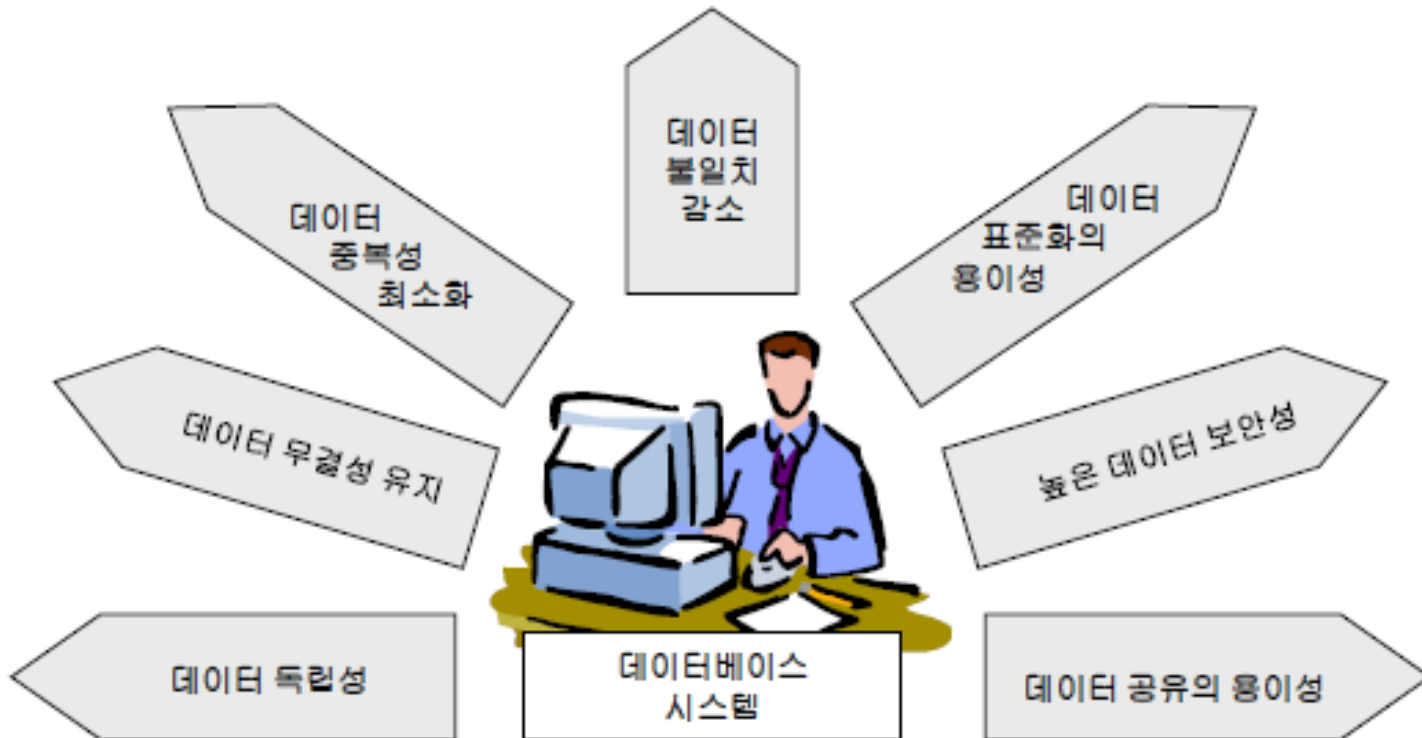 데이터
불일치
감소
데이터
중복성
최소화
데이터
표준화의
용이성
데이터 무결성 유지
높은 데이터 보안성
데이터 독립성
데이터베이스
시스템
데이터 공유의 용이성